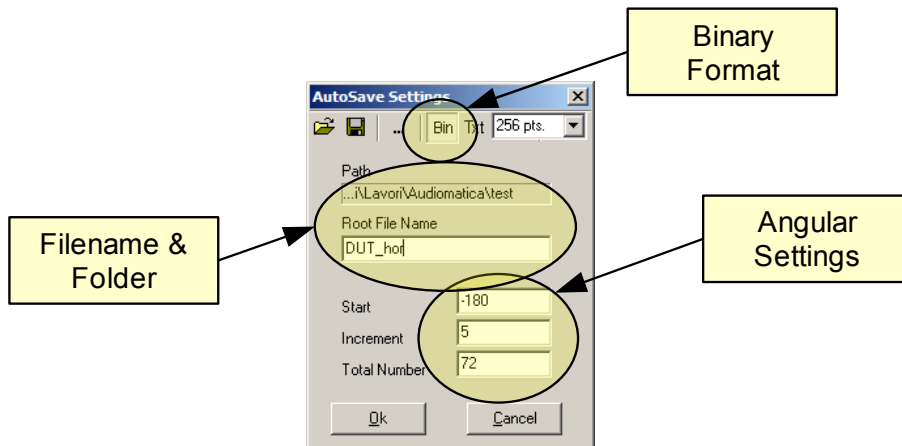 Binary
Format
AutoSave Settings
... Bin Txt 256 pts.
Path
...i\Lavori\Audiomatica\test
Root File Name
DUT_hor
Filename &
Folder
Angular
Settings
Start -180
Increment 5
Total Number 72
Ok Cancel